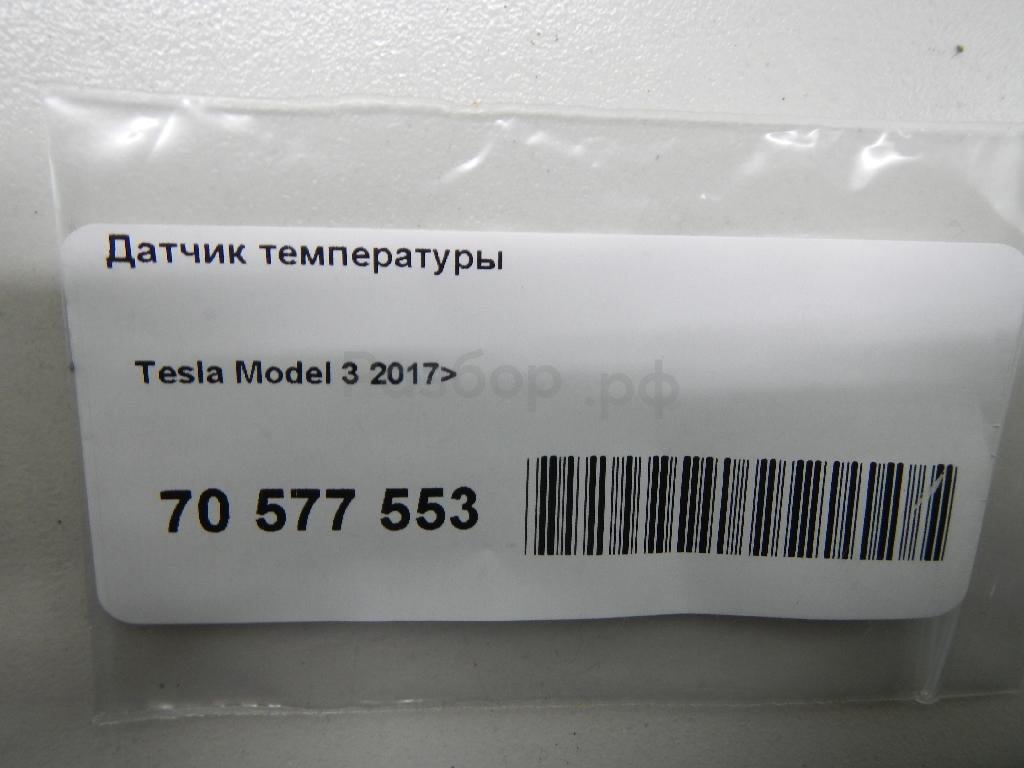 Датчик температуры
Tesla Model 3 2017>
Разбор.рф
70 577 553